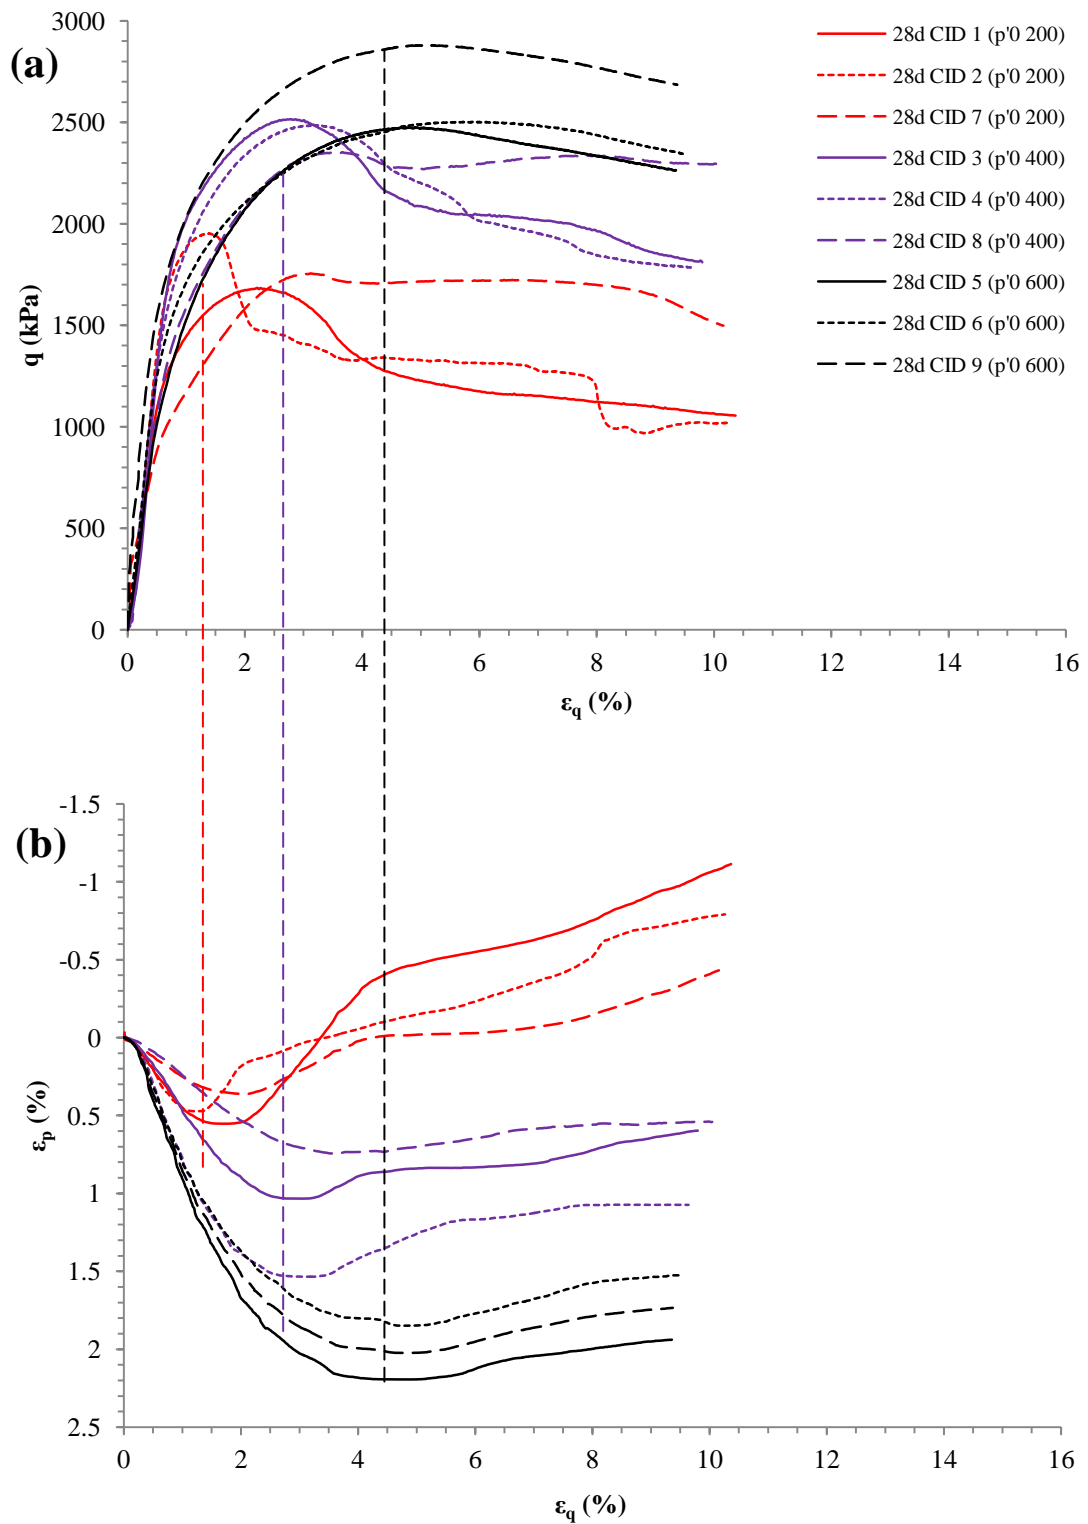 (a)
3000
2500
2000
1500
1000
500
0
q (kPa)
0 2 4 6 8 10 12 14 16
εq (%)
28d CID 1 (p'0 200)
28d CID 2 (p'0 200)
28d CID 7 (p'0 200)
28d CID 3 (p'0 400)
28d CID 4 (p'0 400)
28d CID 8 (p'0 400)
28d CID 5 (p'0 600)
28d CID 6 (p'0 600)
28d CID 9 (p'0 600)
(b)
-1.5
-1
-0.5
0
0.5
1
1.5
2
2.5
εp (%)
0 2 4 6 8 10 12 14 16
εq (%)